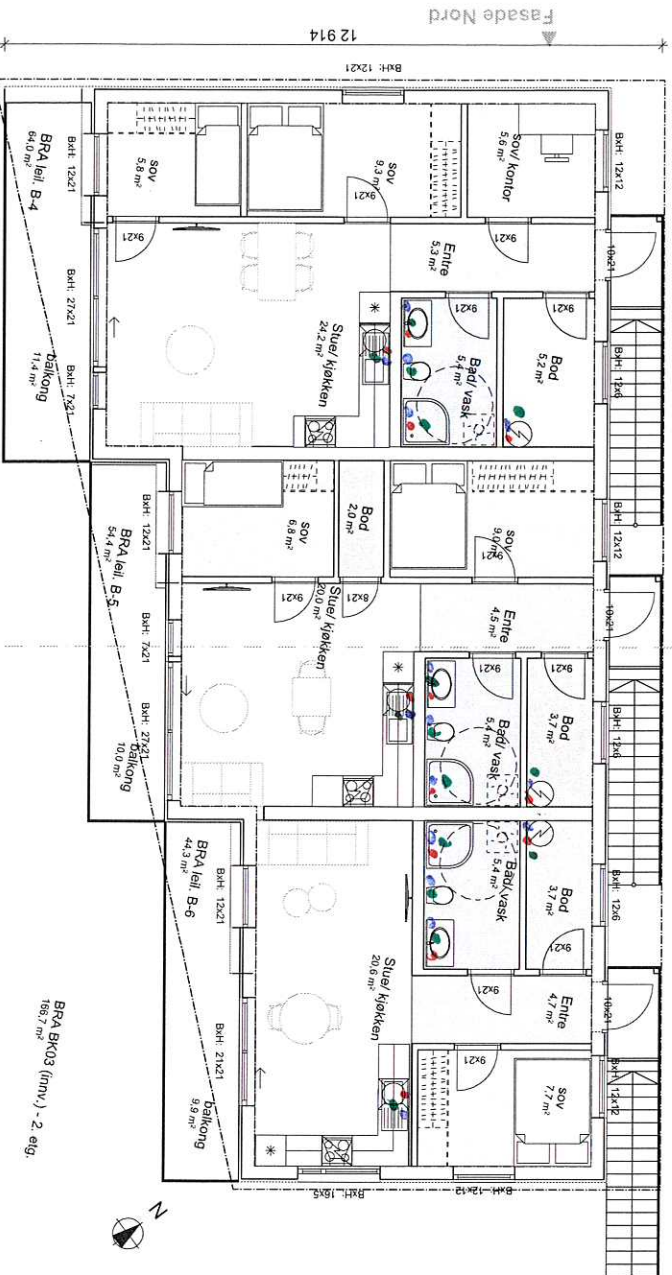 Fasade Nord
12 914
BxH: 12x21
BxH: 12x12
10x21
BxH: 12x6
BxH: 12x12
10x21
BxH: 12x6
BxH: 12x6
10x21
BxH: 12x12
sov/ kontor
5,6 m²
sov
9,3 m²
sov
5,8 m²
9x21
9x21
9x21
Entre
5,3 m²
Bod
5,2 m²
9x21
Bad/ vask
5,4 m²
9x21
Stue/ kjøkken
24,2 m²
BxH: 12x21
BxH: 27x21
BxH: 7x21
BRA leil. B-4
64,0 m²
balkong
11,4 m²
sov
9,0 m²
9x21
Bod
2,0 m²
8x21
sov
6,8 m²
9x21
Entre
4,5 m²
Bod
3,7 m²
9x21
Bad/ vask
5,4 m²
9x21
Stue/ kjøkken
20,0 m²
BxH: 12x21
BxH: 7x21
BxH: 27x21
BRA leil. B-5
54,4 m²
balkong
10,0 m²
Bod
3,7 m²
9x21
Bad/ vask
5,4 m²
9x21
Entre
4,7 m²
sov
7,7 m²
9x21
Stue/ kjøkken
20,6 m²
BxH: 12x21
BxH: 21x21
BxH: 16x5
BxH: 12x12
BRA leil. B-6
44,3 m²
balkong
9,9 m²
BRA BK03 (innv.) - 2. etg.
166,7 m²
N